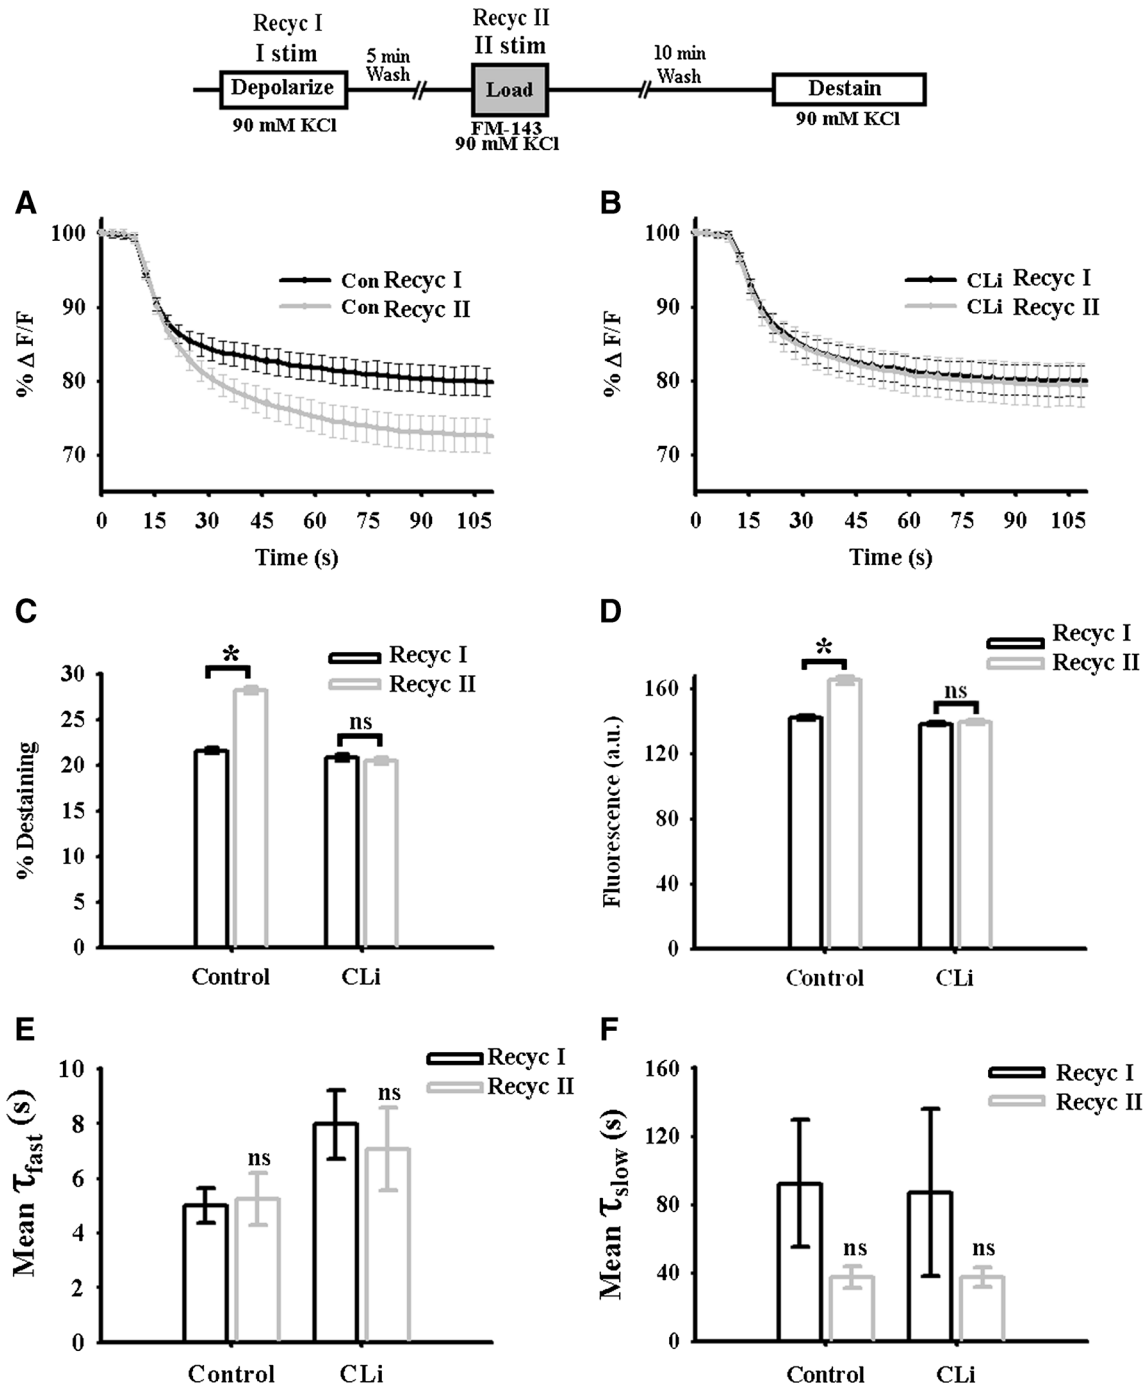 Recyc I
I stim
Depolarize
90 mM KCl
5 min
Wash
Recyc II
II stim
Load
FM-143
90 mM KCl
10 min
Wash
Destain
90 mM KCl
A
% Δ F/F
100
90
80
70
0 15 30 45 60 75 90 105
Time (s)
Con Recyc I
Con Recyc II
B
% Δ F/F
100
90
80
70
0 15 30 45 60 75 90 105
Time (s)
CLi Recyc I
CLi Recyc II
C
% Destaining
30
25
20
15
10
5
0
*
ns
Recyc I
Recyc II
Control CLi
D
Fluorescence (a.u.)
160
120
80
40
0
*
ns
Recyc I
Recyc II
Control CLi
E
Mean τfast (s)
10
8
6
4
2
0
ns
ns
Recyc I
Recyc II
Control CLi
F
Mean τslow (s)
160
120
80
40
0
ns
ns
Recyc I
Recyc II
Control CLi